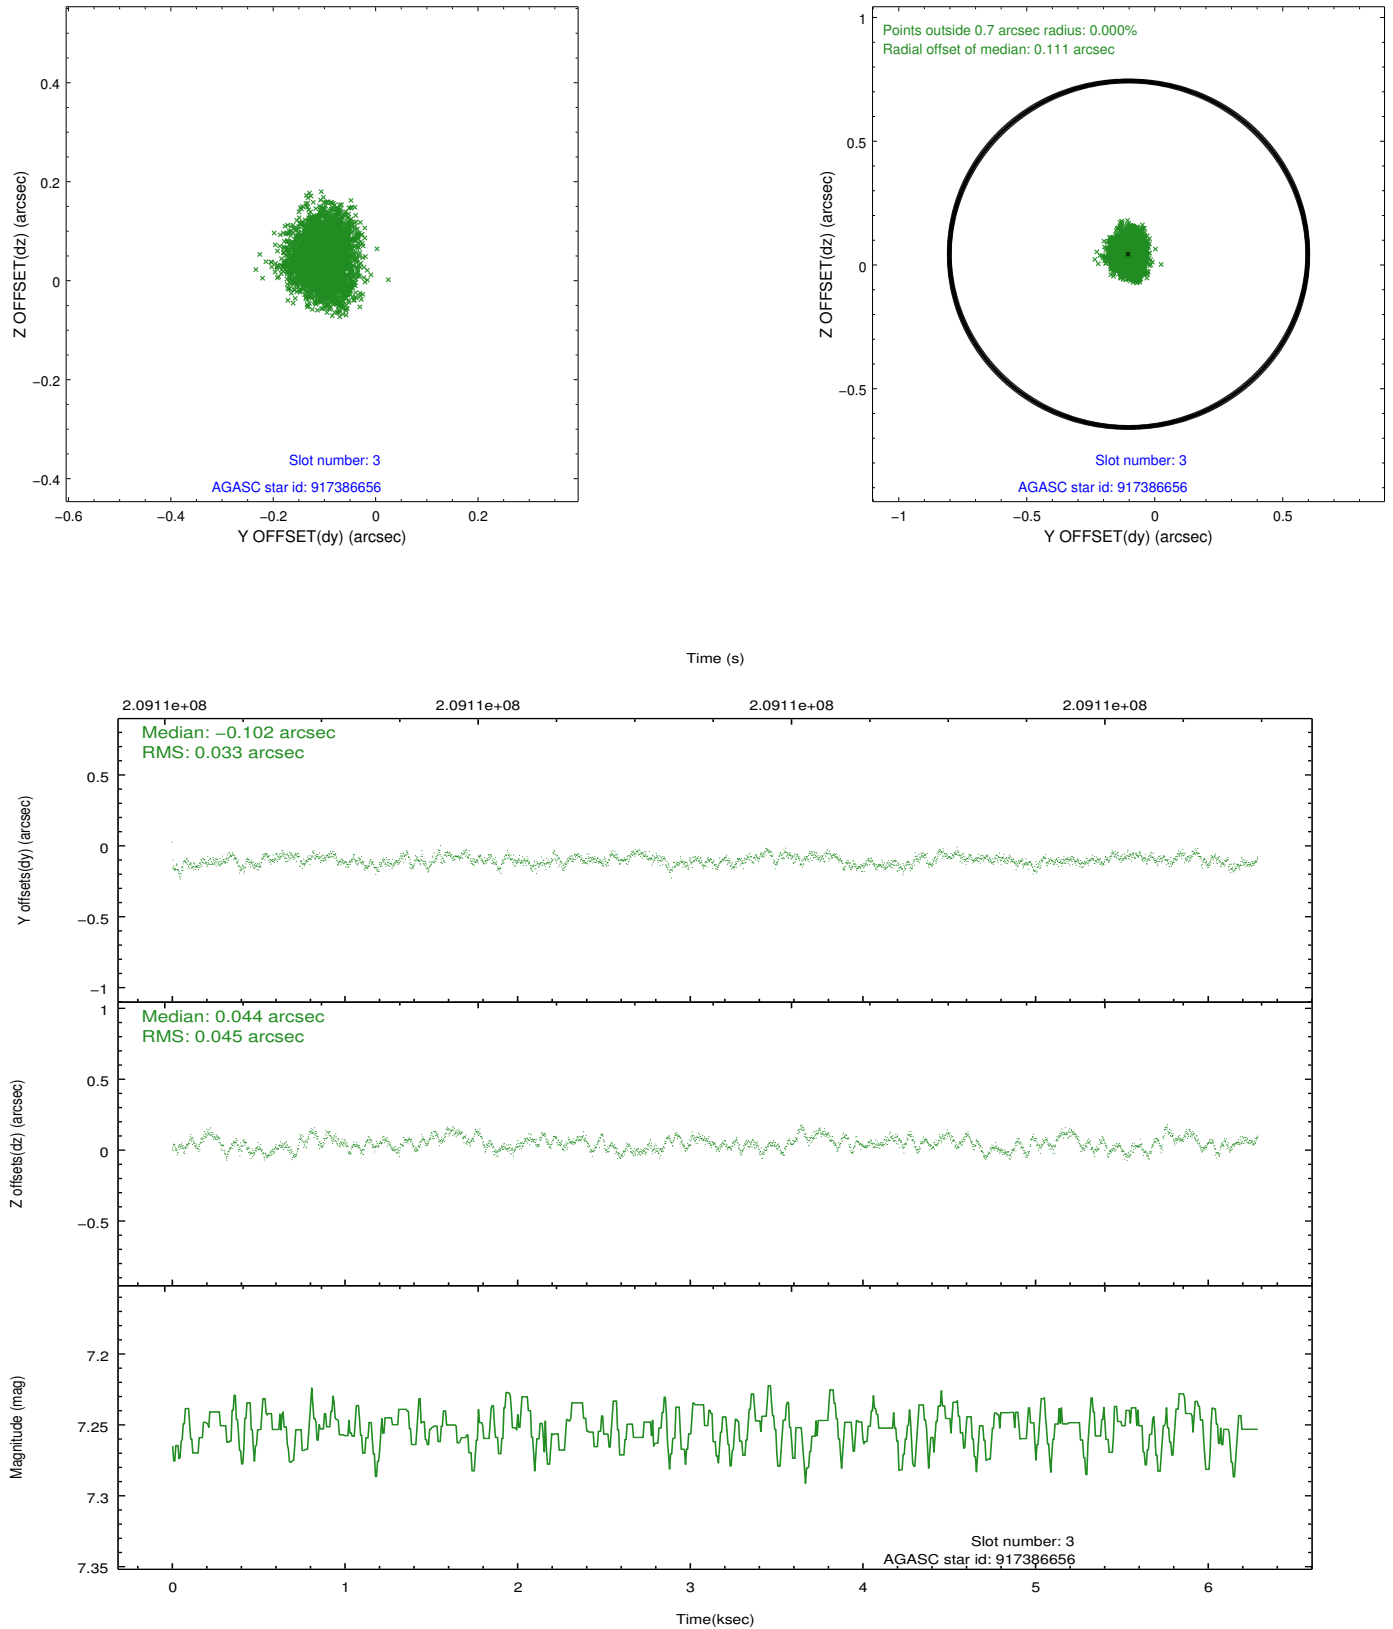 0.4
0.2
0
−0.2
−0.4
Z OFFSET(dz) (arcsec)
Slot number: 3
AGASC star id: 917386656
−0.6
−0.4
−0.2
0
0.2
Y OFFSET(dy) (arcsec)
Points outside 0.7 arcsec radius: 0.000%
Radial offset of median: 0.111 arcsec
1
0.5
0
−0.5
Z OFFSET(dz) (arcsec)
Slot number: 3
AGASC star id: 917386656
−1
−0.5
0
0.5
Y OFFSET(dy) (arcsec)
Time (s)
2.0911e+08
2.0911e+08
2.0911e+08
2.0911e+08
Median: −0.102 arcsec
RMS: 0.033 arcsec
0.5
0
−0.5
−1
Y offsets(dy) (arcsec)
Median: 0.044 arcsec
RMS: 0.045 arcsec
1
0.5
0
−0.5
Z offsets(dz) (arcsec)
7.2
7.25
7.3
7.35
Magnitude (mag)
Slot number: 3
AGASC star id: 917386656
0
1
2
3
4
5
6
Time(ksec)